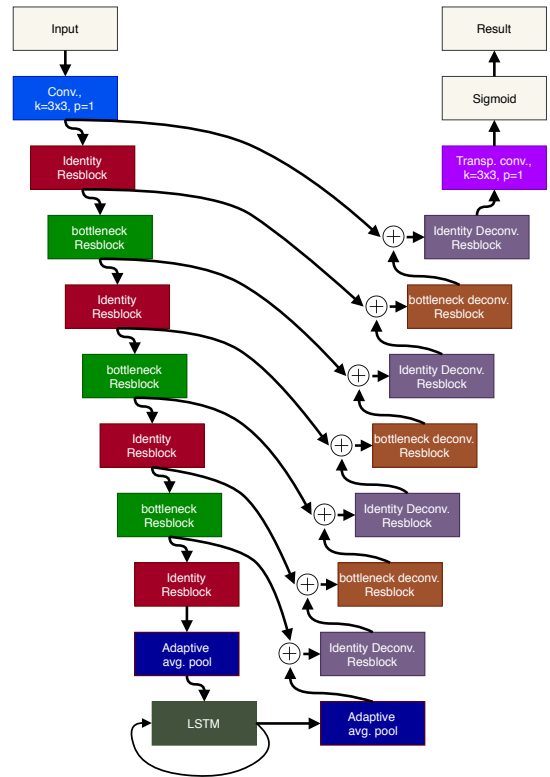 Input
Conv.,
k=3x3, p=1
Identity
Resblock
bottleneck
Resblock
Identity
Resblock
bottleneck
Resblock
Identity
Resblock
bottleneck
Resblock
Identity
Resblock
Adaptive
avg. pool
LSTM
Result
Sigmoid
Transp. conv.,
k=3x3, p=1
Identity Deconv.
Resblock
bottleneck deconv.
Resblock
Identity Deconv.
Resblock
bottleneck deconv.
Resblock
Identity Deconv.
Resblock
bottleneck deconv.
Resblock
Identity Deconv.
Resblock
Adaptive
avg. pool